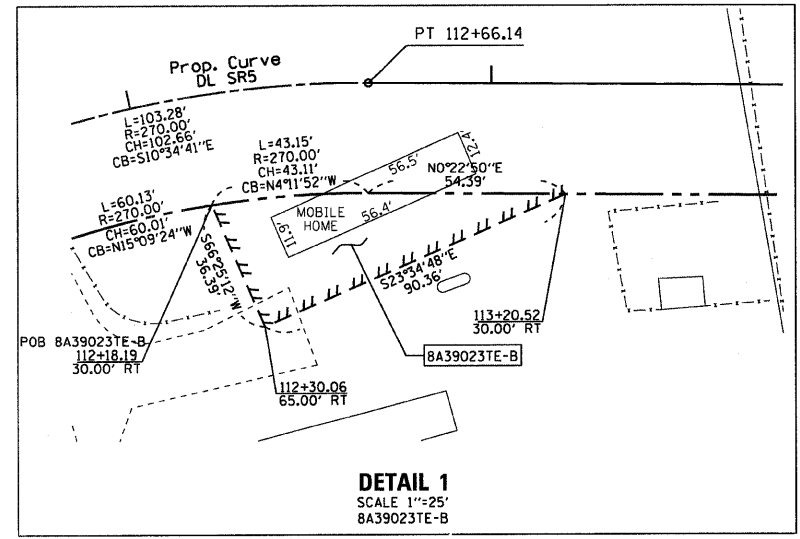 PT 112+66.14
Prop. Curve
DL SR5
L=103.28'
R=270.00'
CH=102.66'
CB=S10°34'41"E
L=43.15'
R=270.00'
CH=43.11'
CB=N4°11'52"W
56.5'
12.4'
N0°22'50"E
54.39'
L=60.13'
R=270.00'
CH=60.01'
CB=N15°09'24"W
MOBILE
HOME
56.4'
11.9'
S66°25'12"W
36.39'
S23°34'48"E
90.36'
113+20.52
30.00' RT
POB 8A39023TE-B
112+18.19
30.00' RT
8A39023TE-B
112+30.06
65.00' RT
DETAIL 1
SCALE 1"=25'
8A39023TE-B